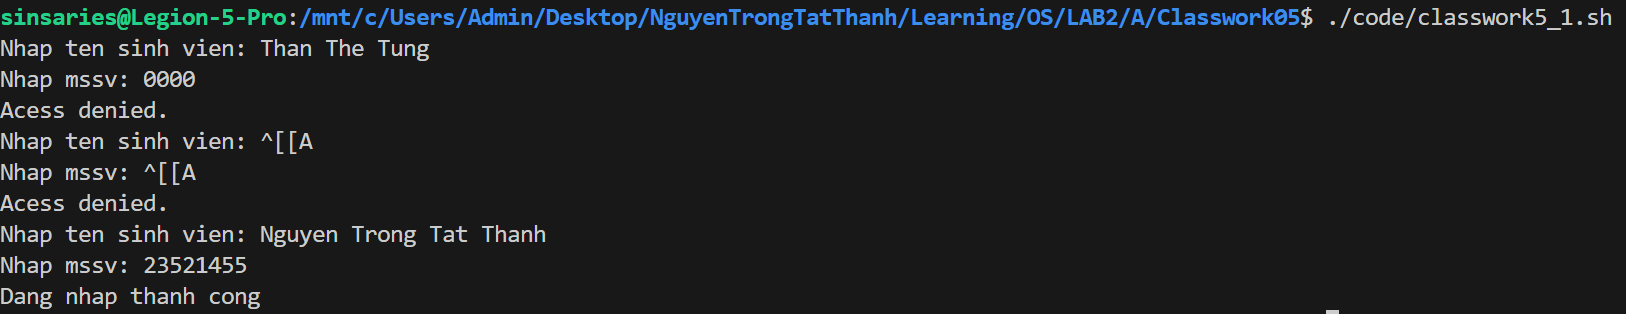 sinsaries@Legion-5-Pro:/mnt/c/Users/Admin/Desktop/NguyenTrongTatThanh/Learning/OS/LAB2/A/Classwork05$ ./code/classwork5_1.sh
Nhap ten sinh vien: Than The Tung
Nhap mssv: 0000
Acess denied.
Nhap ten sinh vien: ^[[A
Nhap mssv: ^[[A
Acess denied.
Nhap ten sinh vien: Nguyen Trong Tat Thanh
Nhap mssv: 23521455
Dang nhap thanh cong